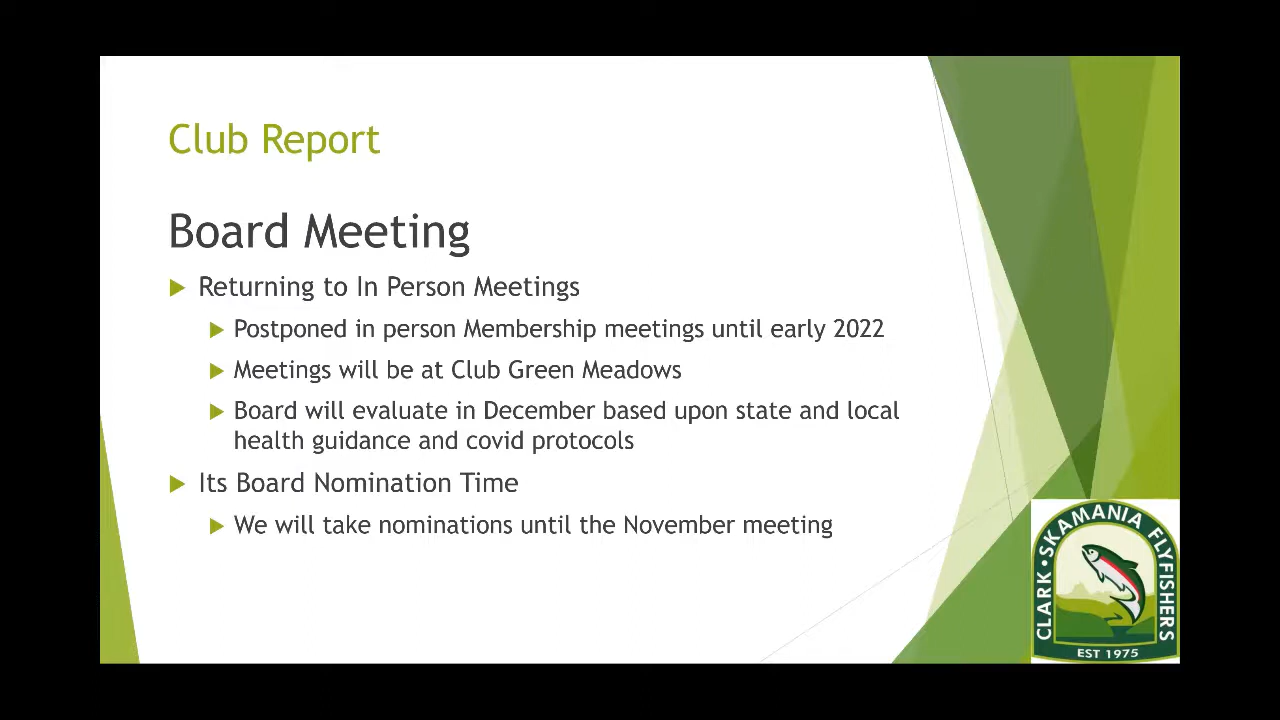 Club Report
Board Meeting
Returning to In Person Meetings
Postponed in person Membership meetings until early 2022
Meetings will be at Club Green Meadows
Board will evaluate in December based upon state and local
health guidance and covid protocols
Its Board Nomination Time
We will take nominations until the November meeting
CLARK • SKAMANIA FLYFISHERS
EST 1975